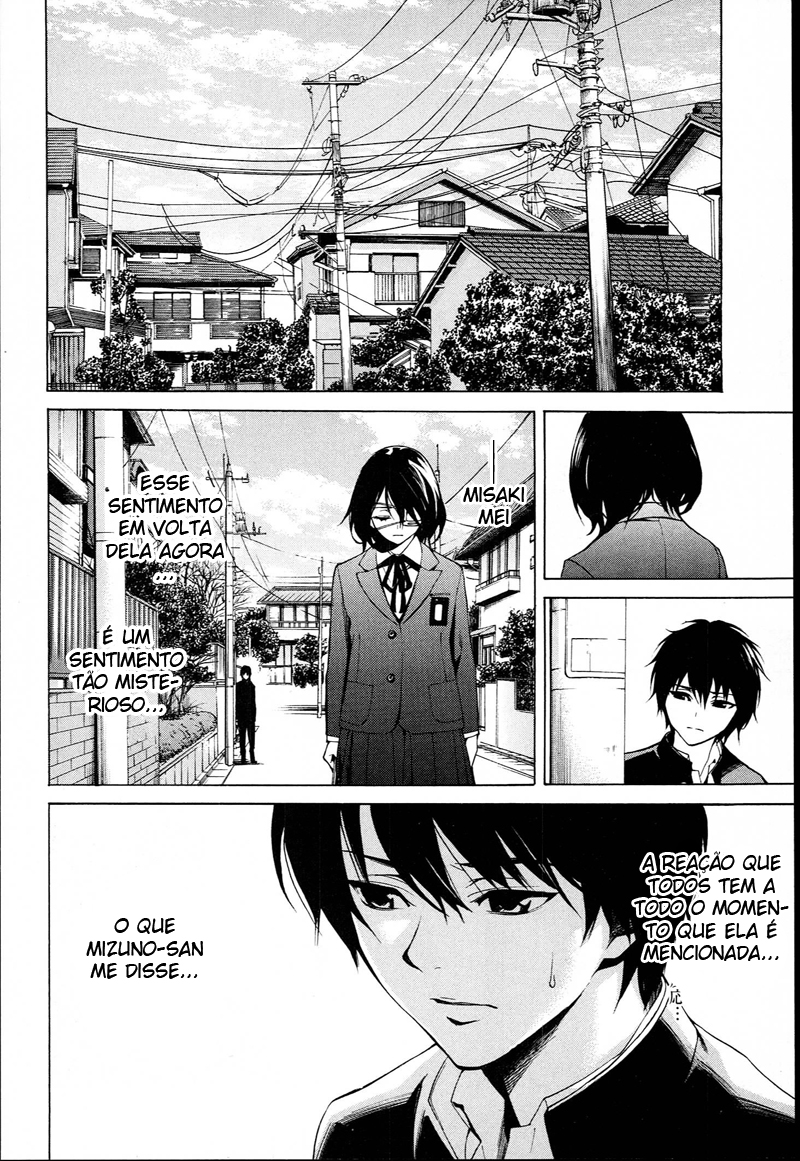 MISAKI
MEI
ESSE
SENTIMENTO
EM VOLTA
DELA AGORA
...
É UM
SENTIMENTO
TÃO MISTE-
RIOSO...
A REAÇÃO QUE
TODOS TEM A
TODO O MOMEN-
TO QUE ELA É
MENCIONADA...
O QUE
MIZUNO-SAN
ME DISSE...